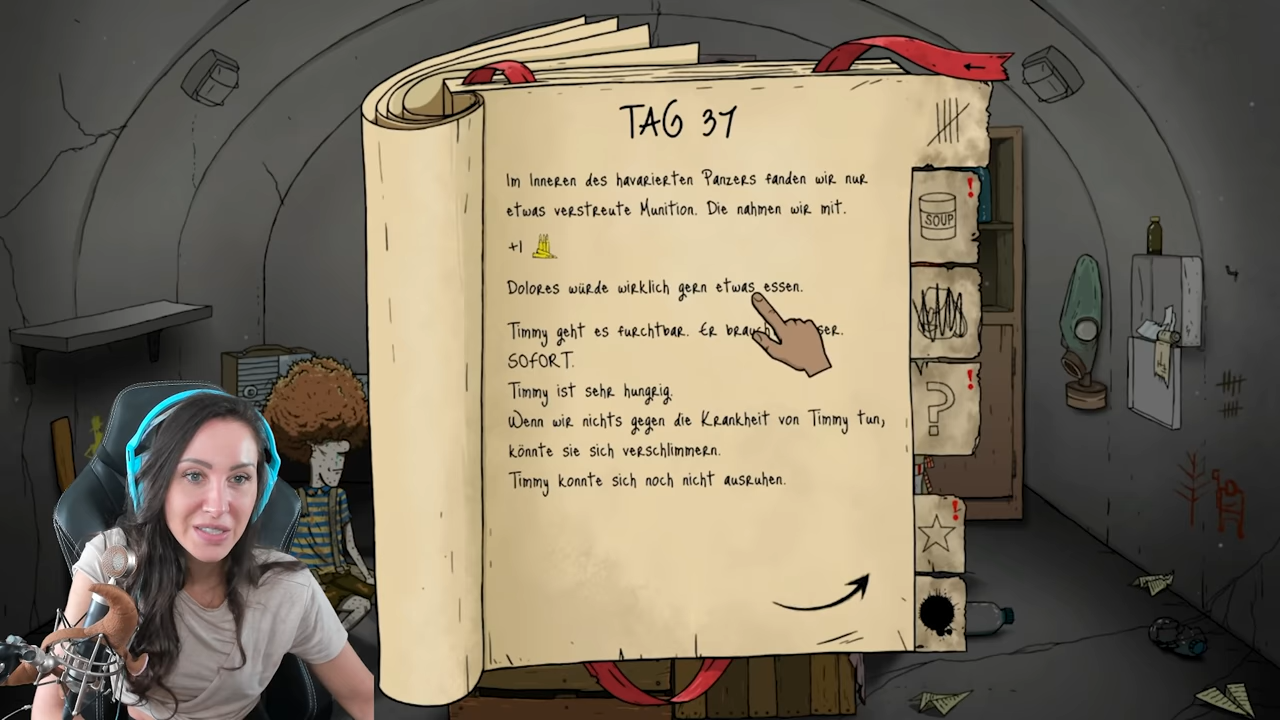 TAG 37
Im Inneren des havarierten Panzers fanden wir nur
etwas verstreute Munition. Die nahmen wir mit.
+1
Dolores würde wirklich gern etwas essen.
Timmy geht es furchtbar. Er
SOFORT.
Timmy ist sehr hungrig.
Wenn wir nichts gegen die Krankheit von Timmy tun,
könnte sie sich verschlimmern.
Timmy konnte sich noch nicht ausruhen.
!
SOUP
!
?
!